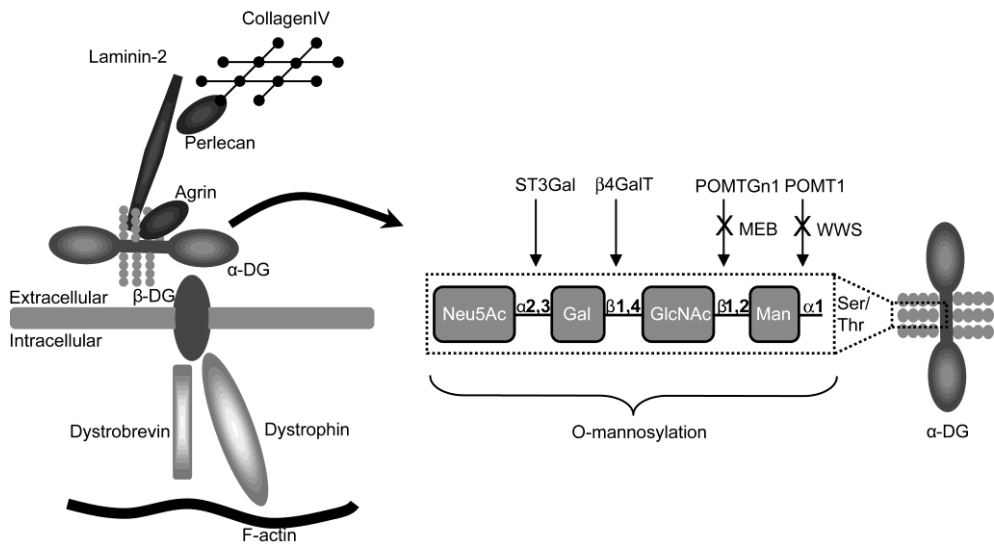 CollagenIV
Laminin-2
Perlecan
Agrin
α-DG
β-DG
Extracellular
Intracellular
Dystrobrevin
Dystrophin
F-actin
ST3Gal β4GalT POMTGn1 POMT1
X MEB X WWS
Neu5Ac α2,3 Gal β1,4 GlcNAc β1,2 Man α1
Ser/
Thr
O-mannosylation
α-DG